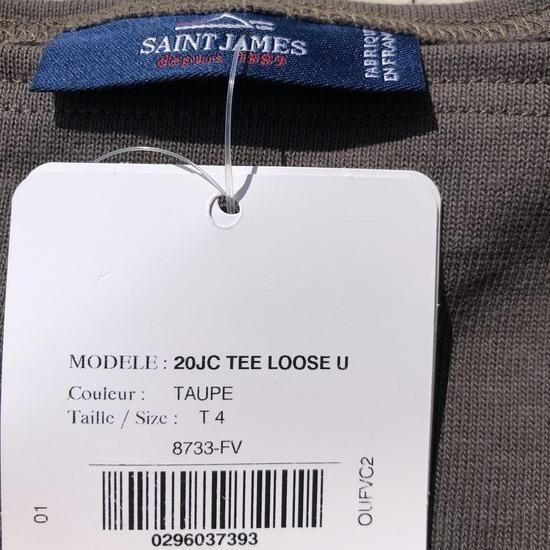 SAINT JAMES
depuis 1889
FABRIQUÉ
EN FRAN
MODELE : 20JC TEE LOOSE U
Couleur : TAUPE
Taille / Size : T 4
8733-FV
0296037393
01
OUFVC2